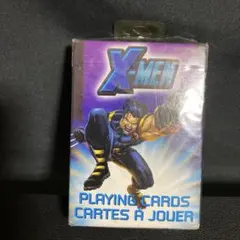 X-MEN
PLAYING CARDS
CARTES À JOUER